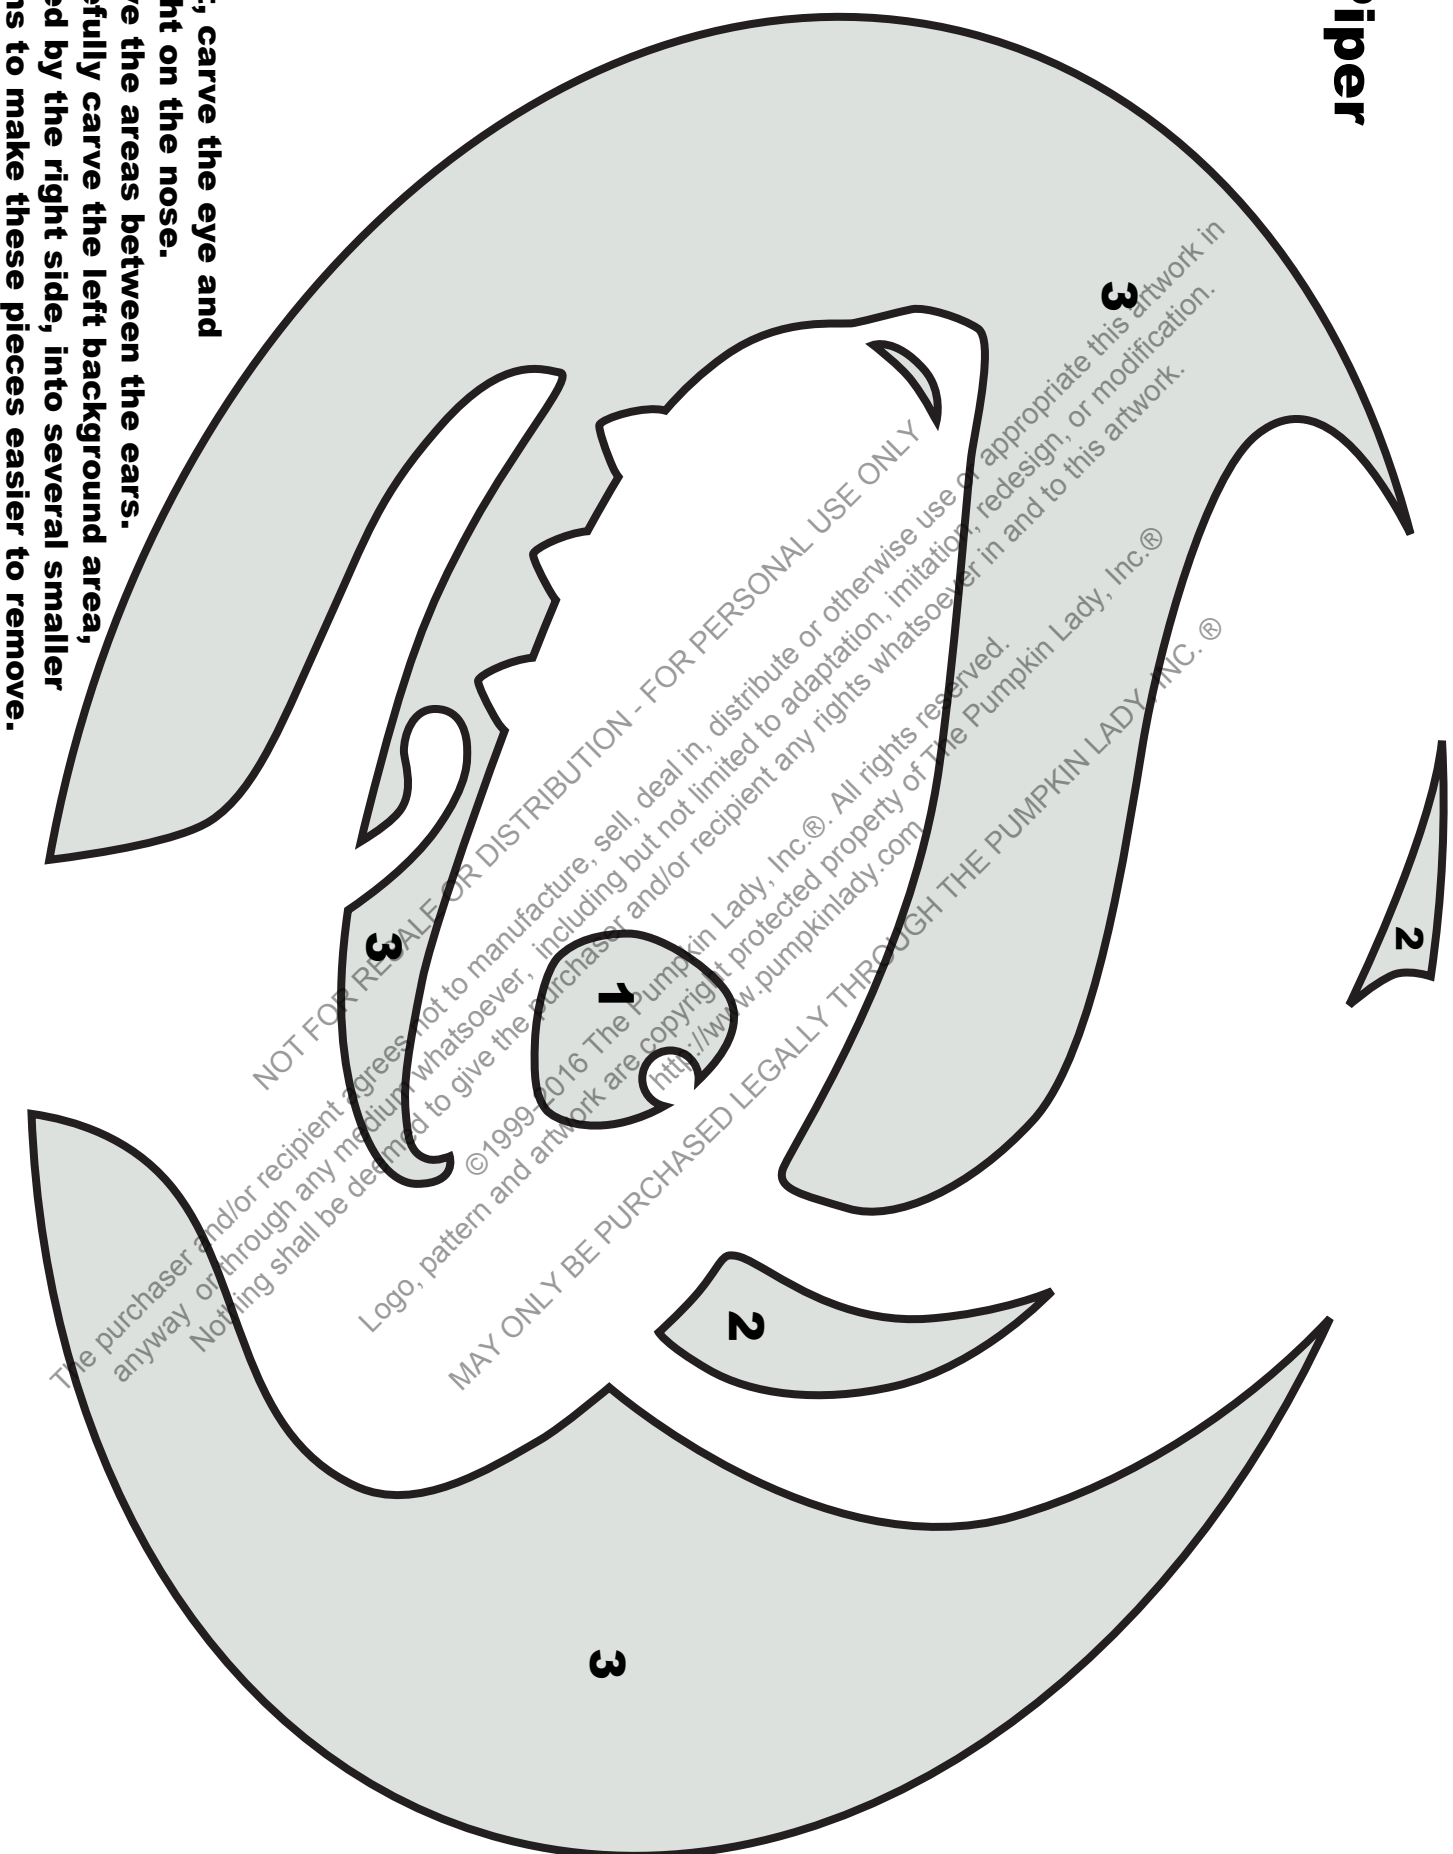 Piper
, carve the eye and
ht on the nose.
ve the areas between the ears.
efully carve the left background area,
ed by the right side, into several smaller
ns to make these pieces easier to remove.
3
2
3
1
2
3
NOT FOR RESALE OR DISTRIBUTION - FOR PERSONAL USE ONLY
The purchaser and/or recipient agrees not to manufacture, sell, deal in, distribute or otherwise use or appropriate this artwork in
anyway or through any medium whatsoever, including but not limited to adaptation, imitation, redesign, or modification.
Nothing shall be deemed to give the purchaser and/or recipient any rights whatsoever in and to this artwork.
©1999-2016 The Pumpkin Lady, Inc.®. All rights reserved.
Logo, pattern and artwork are copyright protected property of The Pumpkin Lady, Inc.®
http://www.pumpkinlady.com
MAY ONLY BE PURCHASED LEGALLY THROUGH THE PUMPKIN LADY, INC. ®